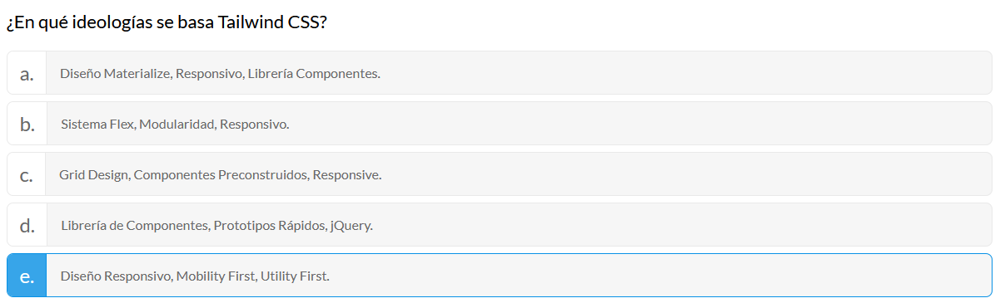 ¿En qué ideologías se basa Tailwind CSS?
a. Diseño Materialize, Responsivo, Librería Componentes.
b. Sistema Flex, Modularidad, Responsivo.
c. Grid Design, Componentes Preconstruidos, Responsive.
d. Librería de Componentes, Prototipos Rápidos, jQuery.
e. Diseño Responsivo, Mobility First, Utility First.